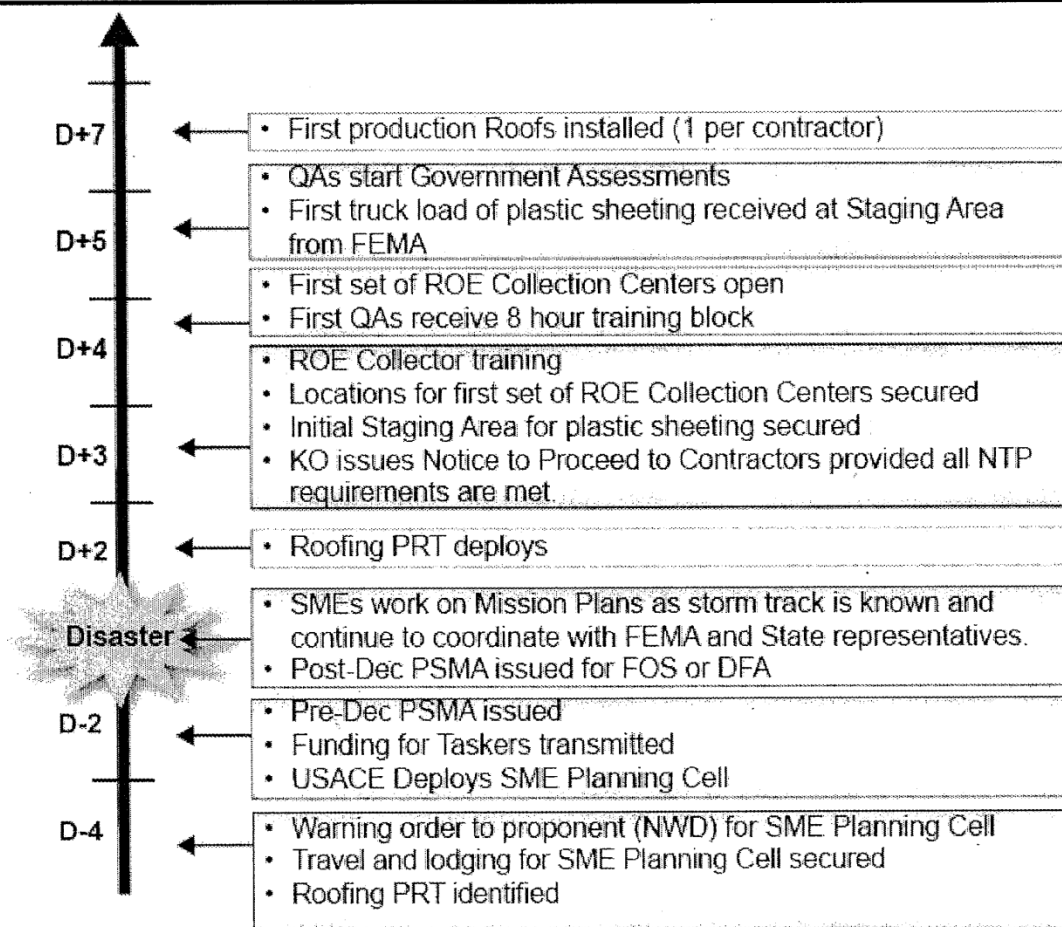 D+7
• First production Roofs installed (1 per contractor)
D+5
• QAs start Government Assessments
• First truck load of plastic sheeting received at Staging Area
from FEMA
D+4
• First set of ROE Collection Centers open
• First QAs receive 8 hour training block
D+3
• ROE Collector training
• Locations for first set of ROE Collection Centers secured
• Initial Staging Area for plastic sheeting secured
• KO issues Notice to Proceed to Contractors provided all NTP
requirements are met.
D+2
• Roofing PRT deploys
Disaster
• SMEs work on Mission Plans as storm track is known and
continue to coordinate with FEMA and State representatives.
• Post-Dec PSMA issued for FOS or DFA
D-2
• Pre-Dec PSMA issued
• Funding for Taskers transmitted
• USACE Deploys SME Planning Cell
D-4
• Warning order to proponent (NWD) for SME Planning Cell
• Travel and lodging for SME Planning Cell secured
• Roofing PRT identified